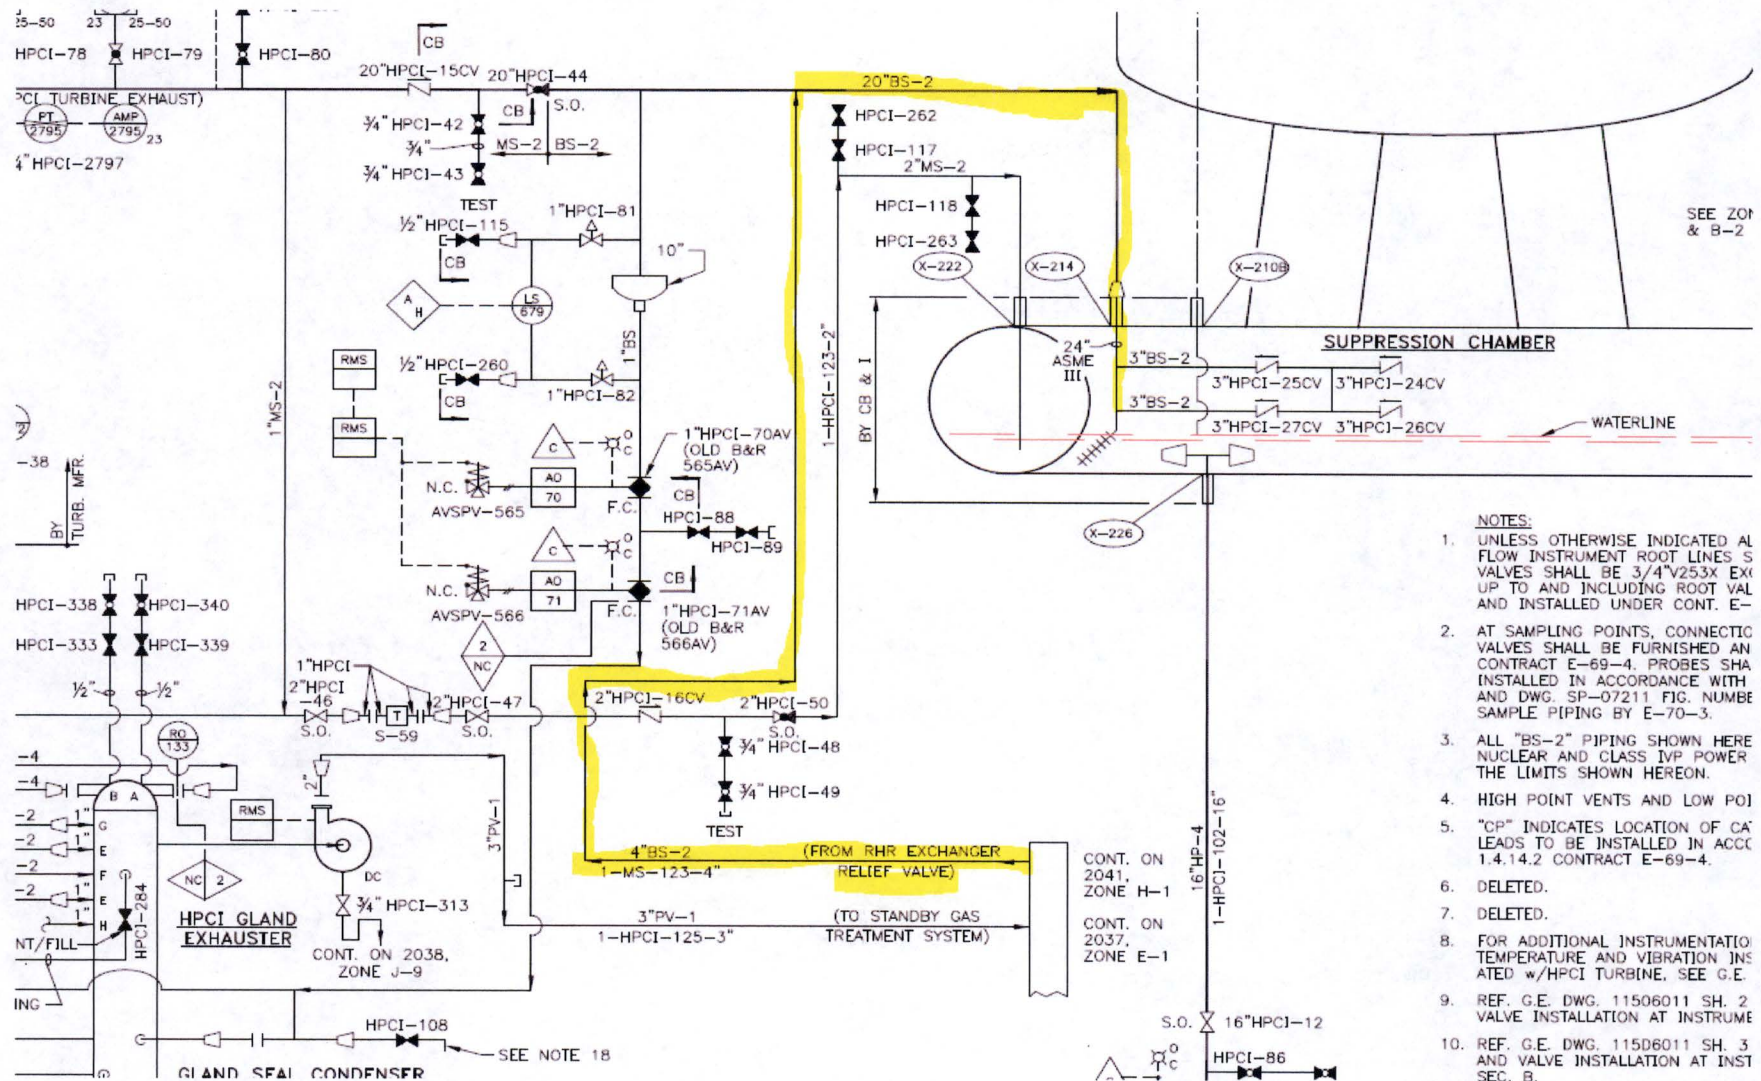 25-50 23 25-50
HPCI-78 HPCI-79 HPCI-80
CB
20"HPCI-15CV 20"HPCI-44
S.O.
20"BS-2
PCI TURBINE EXHAUST)
PT
2795
AMP
2795 23
4"HPCI-2797
3/4" HPCI-42
CB
3/4"
MS-2 BS-2
3/4" HPCI-43
TEST
HPCI-262
HPCI-117
2"MS-2
HPCI-118
HPCI-263
SEE ZON
& B-2
1/2"HPCI-115
1"HPCI-81
CB
10"
X-222 X-214 X-210B
A
H
LS
679
1"BS
RMS
RMS
1/2"HPCI-260
1"HPCI-82
CB
1"MS-2
1-HPCI-123-2"
BY CB & I
24"
ASME
III
SUPPRESSION CHAMBER
3"BS-2
3"HPCI-25CV 3"HPCI-24CV
3"BS-2
3"HPCI-27CV 3"HPCI-26CV
WATERLINE
X-226
-38
BY
TURB. MFR.
C
O
C
1"HPCI-70AV
(OLD B&R
565AV)
N.C.
AO
70
AVSPV-565
F.C.
CB
HPCI-88
HPCI-89
C
O
C
N.C.
AO
71
AVSPV-566
F.C.
CB
1"HPCI-71AV
(OLD B&R
566AV)
2
NC
HPCI-338 HPCI-340
HPCI-333 HPCI-339
1/2" 1/2"
1"HPCI
2"HPCI
-46
S.O.
T
S-59
2"HPCI-47
S.O.
2"HPCI-16CV
2"HPCI-50
S.O.
3/4" HPCI-48
3/4" HPCI-49
TEST
RO
133
-4
-4
B A
-2 1" G
-2 1" E
-2 F
-2 1" E
1" H
RMS
2"
DC
NC 2
3"PV-1
HPCI GLAND
EXHAUSTER
3/4" HPCI-313
CONT. ON 2038,
ZONE J-9
HPCI-284
NT/FILL
ING
4"BS-2
1-MS-123-4"
(FROM RHR EXCHANGER
RELIEF VALVE)
CONT. ON
2041,
ZONE H-1
3"PV-1
1-HPCI-125-3"
(TO STANDBY GAS
TREATMENT SYSTEM)
CONT. ON
2037,
ZONE E-1
16"HP-4
1-HPCI-102-16"
HPCI-108
SEE NOTE 18
GLAND SEAL CONDENSER
S.O. 16"HPCI-12
O
C
HPCI-86
NOTES:
1. UNLESS OTHERWISE INDICATED AL
FLOW INSTRUMENT ROOT LINES S
VALVES SHALL BE 3/4"V253X EX
UP TO AND INCLUDING ROOT VAL
AND INSTALLED UNDER CONT. E-
2. AT SAMPLING POINTS, CONNECTIO
VALVES SHALL BE FURNISHED AN
CONTRACT E-69-4. PROBES SHA
INSTALLED IN ACCORDANCE WITH
AND DWG. SP-07211 FIG. NUMBE
SAMPLE PIPING BY E-70-3.
3. ALL "BS-2" PIPING SHOWN HERE
NUCLEAR AND CLASS IVP POWER
THE LIMITS SHOWN HEREON.
4. HIGH POINT VENTS AND LOW POI
5. "CP" INDICATES LOCATION OF CA
LEADS TO BE INSTALLED IN ACCO
1.4.14.2 CONTRACT E-69-4.
6. DELETED.
7. DELETED.
8. FOR ADDITIONAL INSTRUMENTATIO
TEMPERATURE AND VIBRATION INS
ATED w/HPCI TURBINE, SEE G.E.
9. REF. G.E. DWG. 11506011 SH. 2
VALVE INSTALLATION AT INSTRUME
10. REF. G.E. DWG. 115D6011 SH. 3
AND VALVE INSTALLATION AT INST
SEC. B.